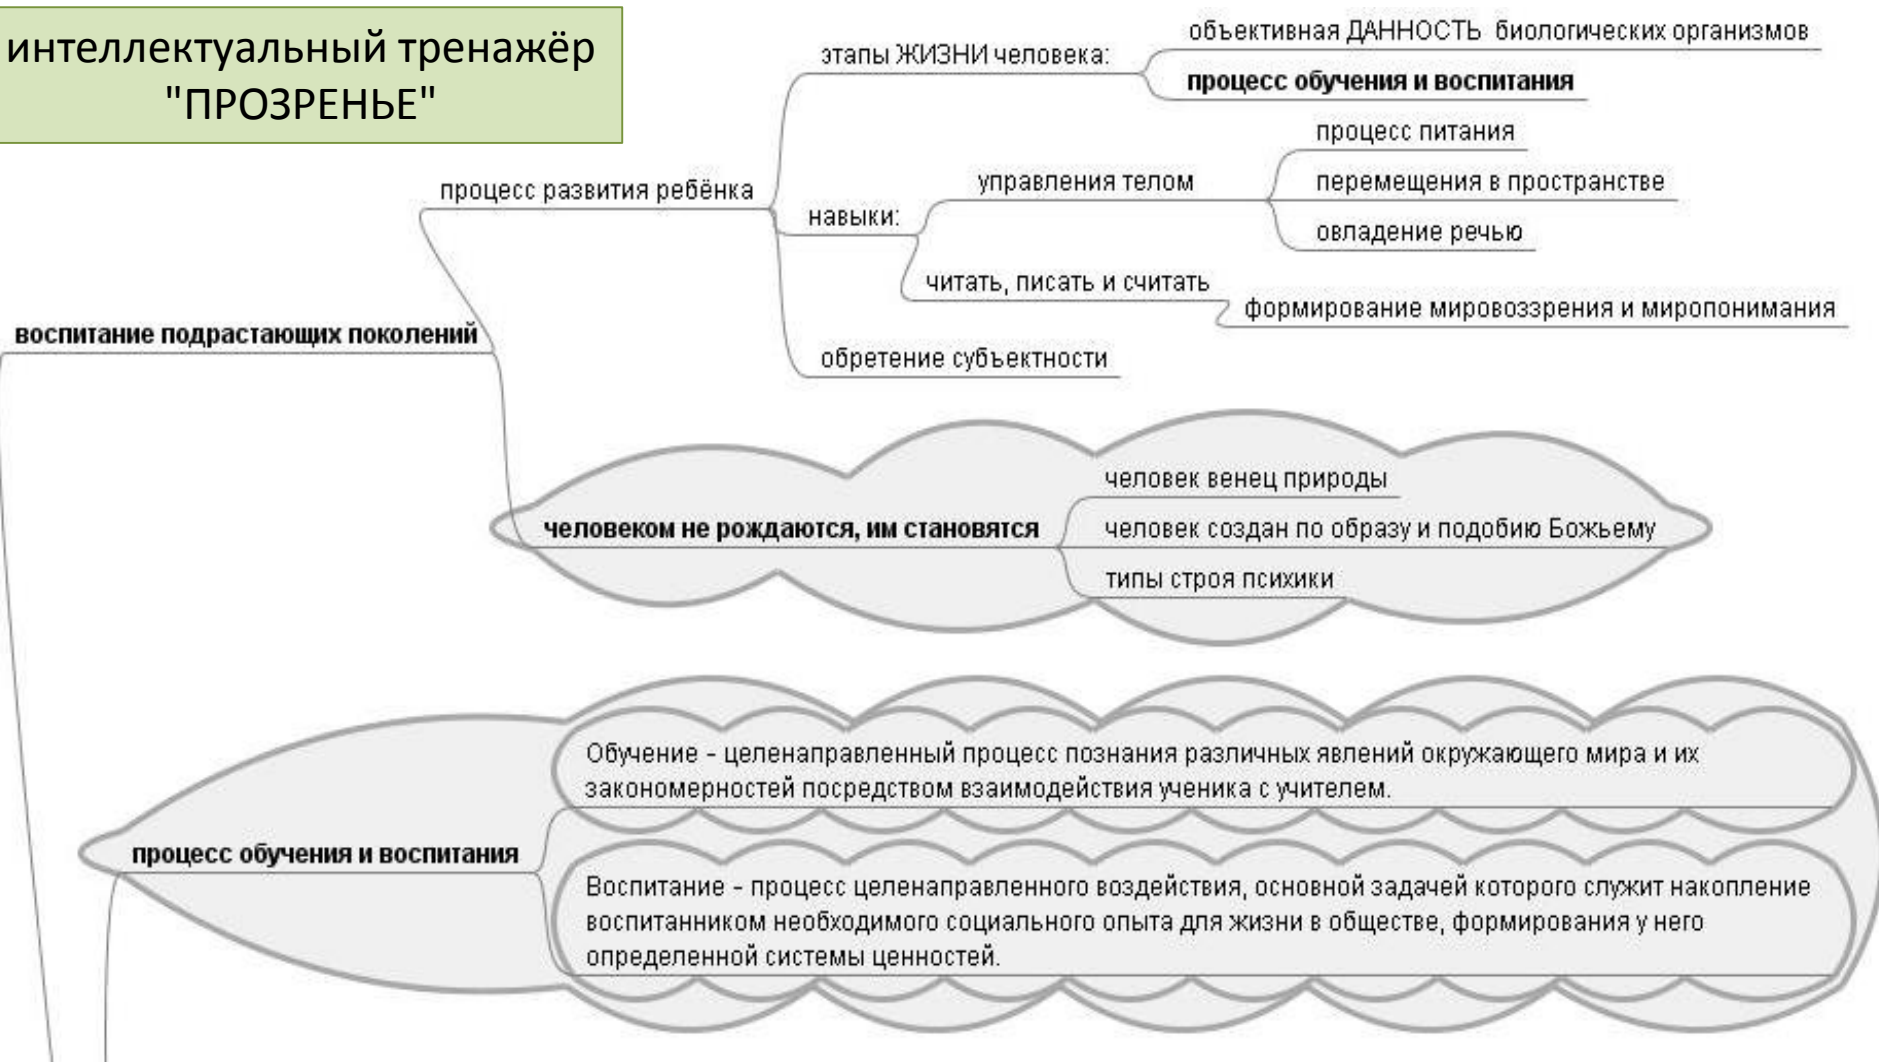 интеллектуальный тренажёр
"ПРОЗРЕНЬЕ"
воспитание подрастающих поколений
процесс развития ребёнка
этапы ЖИЗНИ человека:
объективная ДАННОСТЬ биологических организмов
процесс обучения и воспитания
навыки:
управления телом
процесс питания
перемещения в пространстве
овладение речью
читать, писать и считать
формирование мировоззрения и миропонимания
обретение субъектности
человеком не рождаются, им становятся
человек венец природы
человек создан по образу и подобию Божьему
типы строя психики
процесс обучения и воспитания
Обучение - целенаправленный процесс познания различных явлений окружающего мира и их
закономерностей посредством взаимодействия ученика с учителем.
Воспитание - процесс целенаправленного воздействия, основной задачей которого служит накопление
воспитанником необходимого социального опыта для жизни в обществе, формирования у него
определенной системы ценностей.